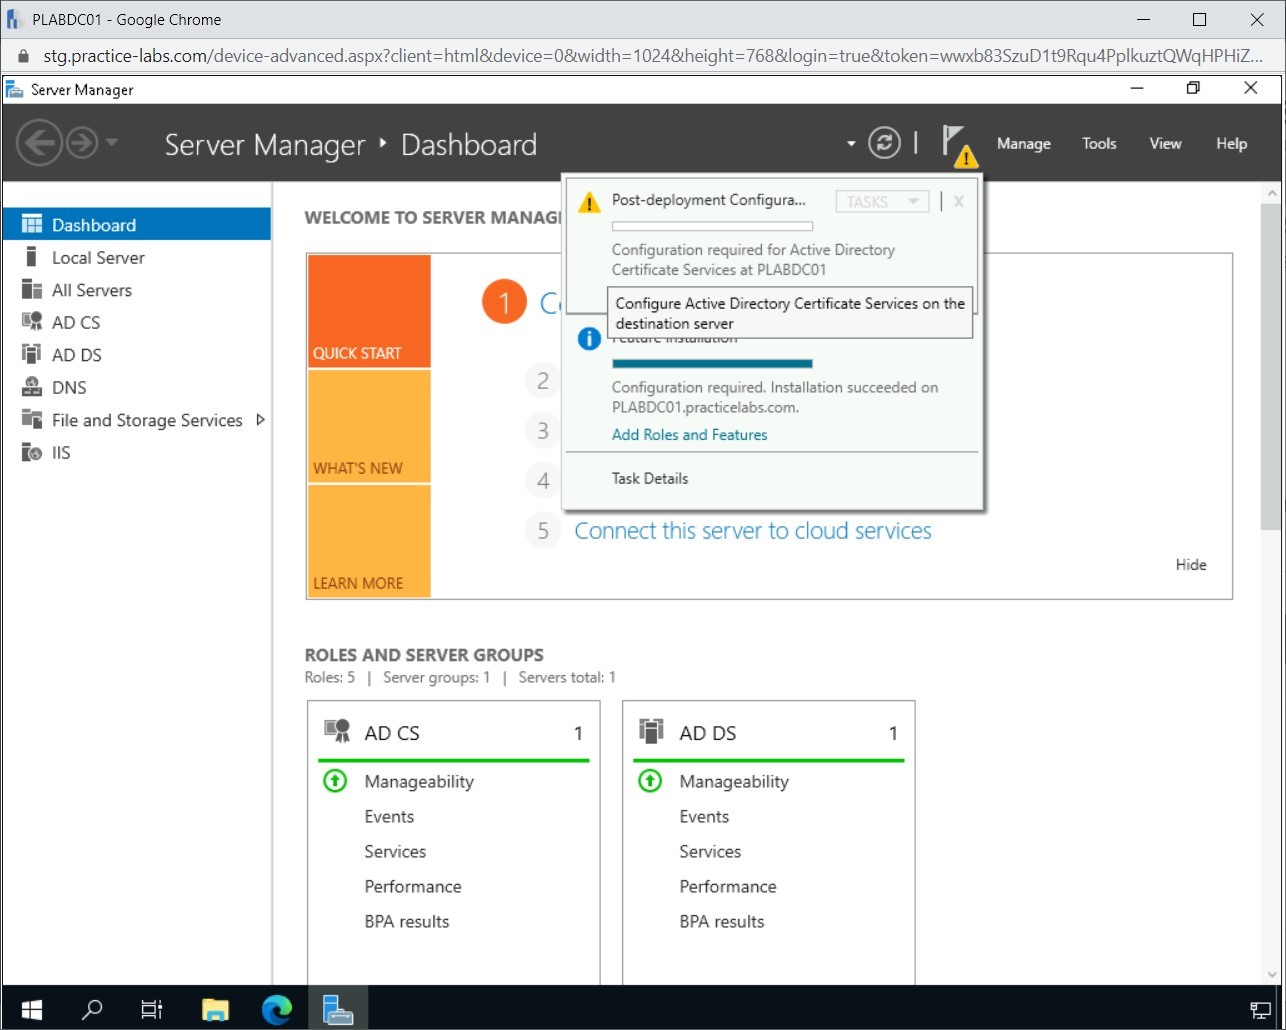 PLABDC01 - Google Chrome
stg.practice-labs.com/device-advanced.aspx?client=html&device=0&width=1024&height=768&login=true&token=wwxb83SzuD1t9Rqu4PplkuztQWqHPHiZ...
Server Manager
Server Manager Dashboard
Manage Tools View Help
Dashboard
Local Server
All Servers
AD CS
AD DS
DNS
File and Storage Services
IIS
WELCOME TO SERVER MANAG
QUICK START
WHAT'S NEW
LEARN MORE
1
2
3
4
5 Connect this server to cloud services
Hide
Post-deployment Configura...
TASKS
x
Configuration required for Active Directory
Certificate Services at PLABDC01
Configure Active Directory Certificate Services on the
destination server
Feature installation
Configuration required. Installation succeeded on
PLABDC01.practicelabs.com.
Add Roles and Features
Task Details
ROLES AND SERVER GROUPS
Roles: 5 | Server groups: 1 | Servers total: 1
AD CS 1
Manageability
Events
Services
Performance
BPA results
AD DS 1
Manageability
Events
Services
Performance
BPA results